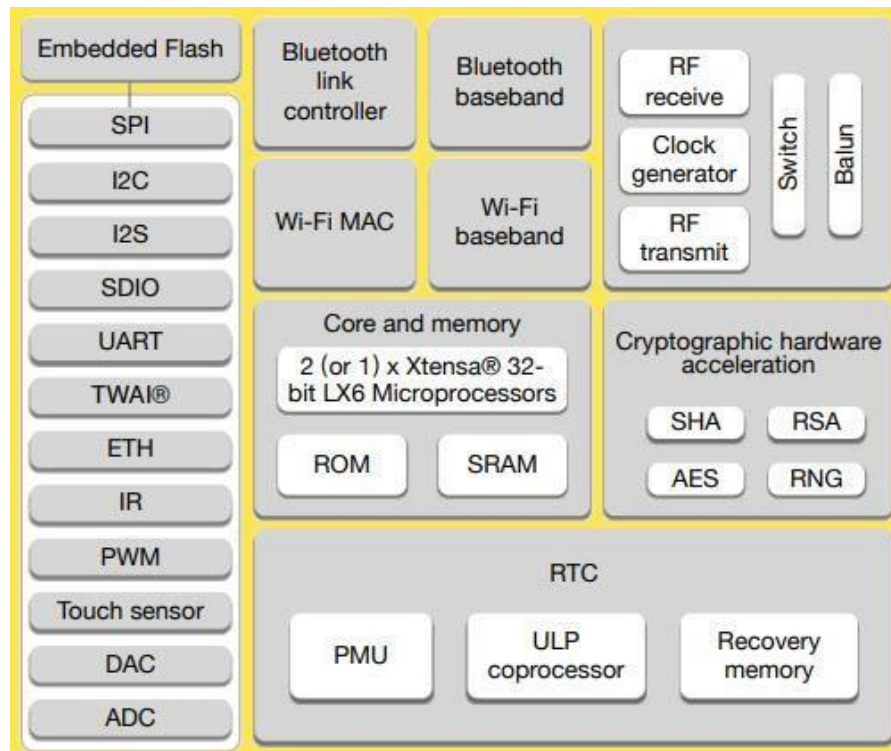 Embedded Flash
SPI
I2C
I2S
SDIO
UART
TWAI®
ETH
IR
PWM
Touch sensor
DAC
ADC
Bluetooth
link
controller
Bluetooth
baseband
Wi-Fi MAC
Wi-Fi
baseband
RF
receive
Clock
generator
RF
transmit
Switch
Balun
Core and memory
2 (or 1) x Xtensa® 32-
bit LX6 Microprocessors
ROM
SRAM
Cryptographic hardware
acceleration
SHA
RSA
AES
RNG
RTC
PMU
ULP
coprocessor
Recovery
memory